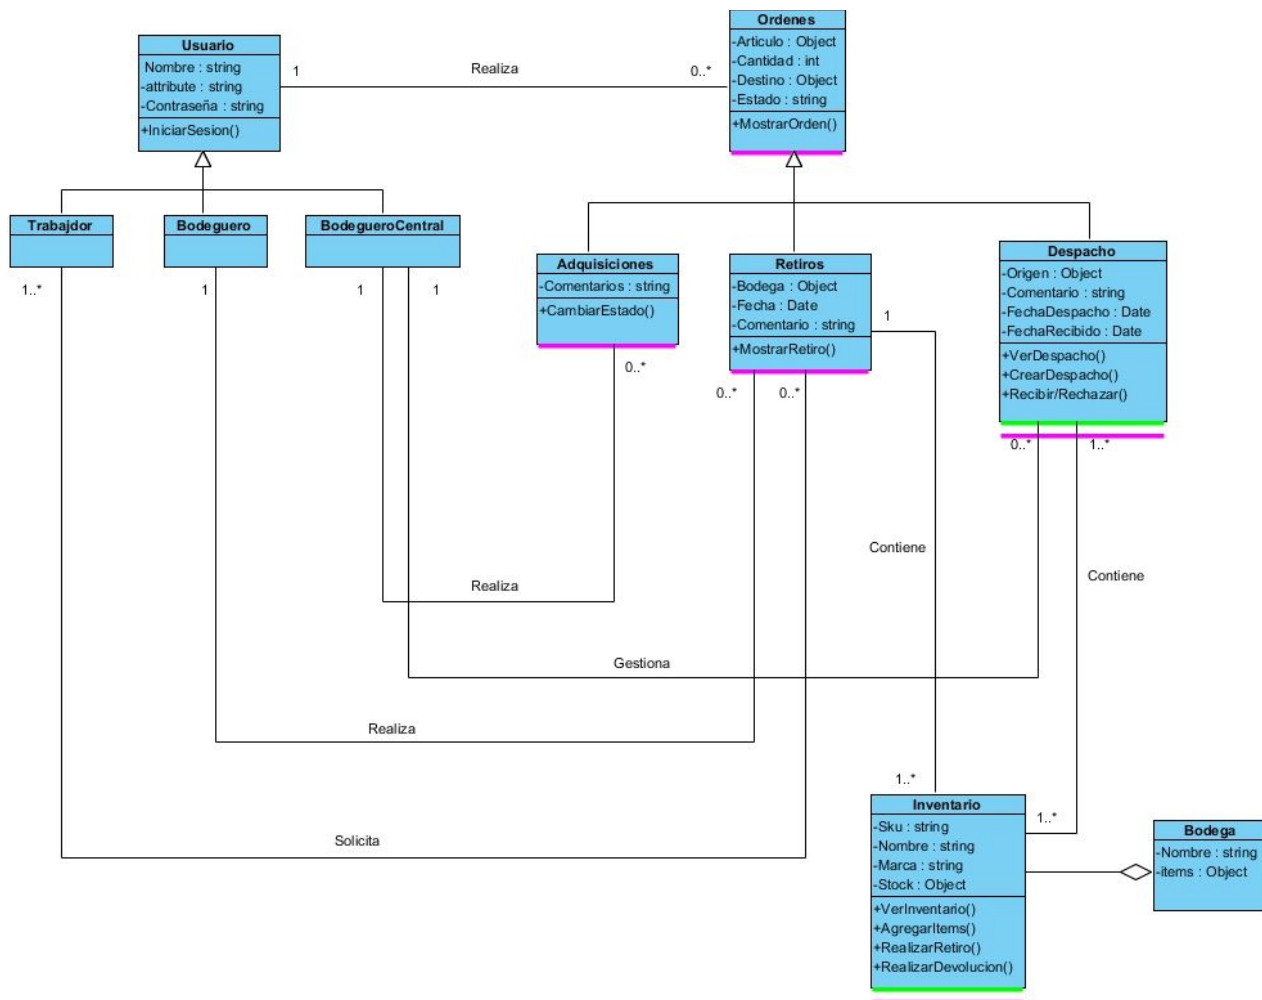 Usuario
Nombre : string
-attribute : string
-Contraseña : string
+IniciarSesion()
1
Realiza
0..*
Ordenes
-Articulo : Object
-Cantidad : int
-Destino : Object
-Estado : string
+MostrarOrden()
Trabajdor
Bodeguero
BodegueroCentral
1..*
1
1
1
Adquisiciones
-Comentarios : string
+CambiarEstado()
0..*
Retiros
-Bodega : Object
-Fecha : Date
-Comentario : string
+MostrarRetiro()
1
0..*
0..*
Despacho
-Origen : Object
-Comentario : string
-FechaDespacho : Date
-FechaRecibido : Date
+VerDespacho()
+CrearDespacho()
+Recibir/Rechazar()
0..*
1..*
Contiene
Contiene
Realiza
Gestiona
Realiza
Solicita
1..*
1..*
Inventario
-Sku : string
-Nombre : string
-Marca : string
-Stock : Object
+VerInventario()
+AgregarItems()
+RealizarRetiro()
+RealizarDevolucion()
Bodega
-Nombre : string
-items : Object